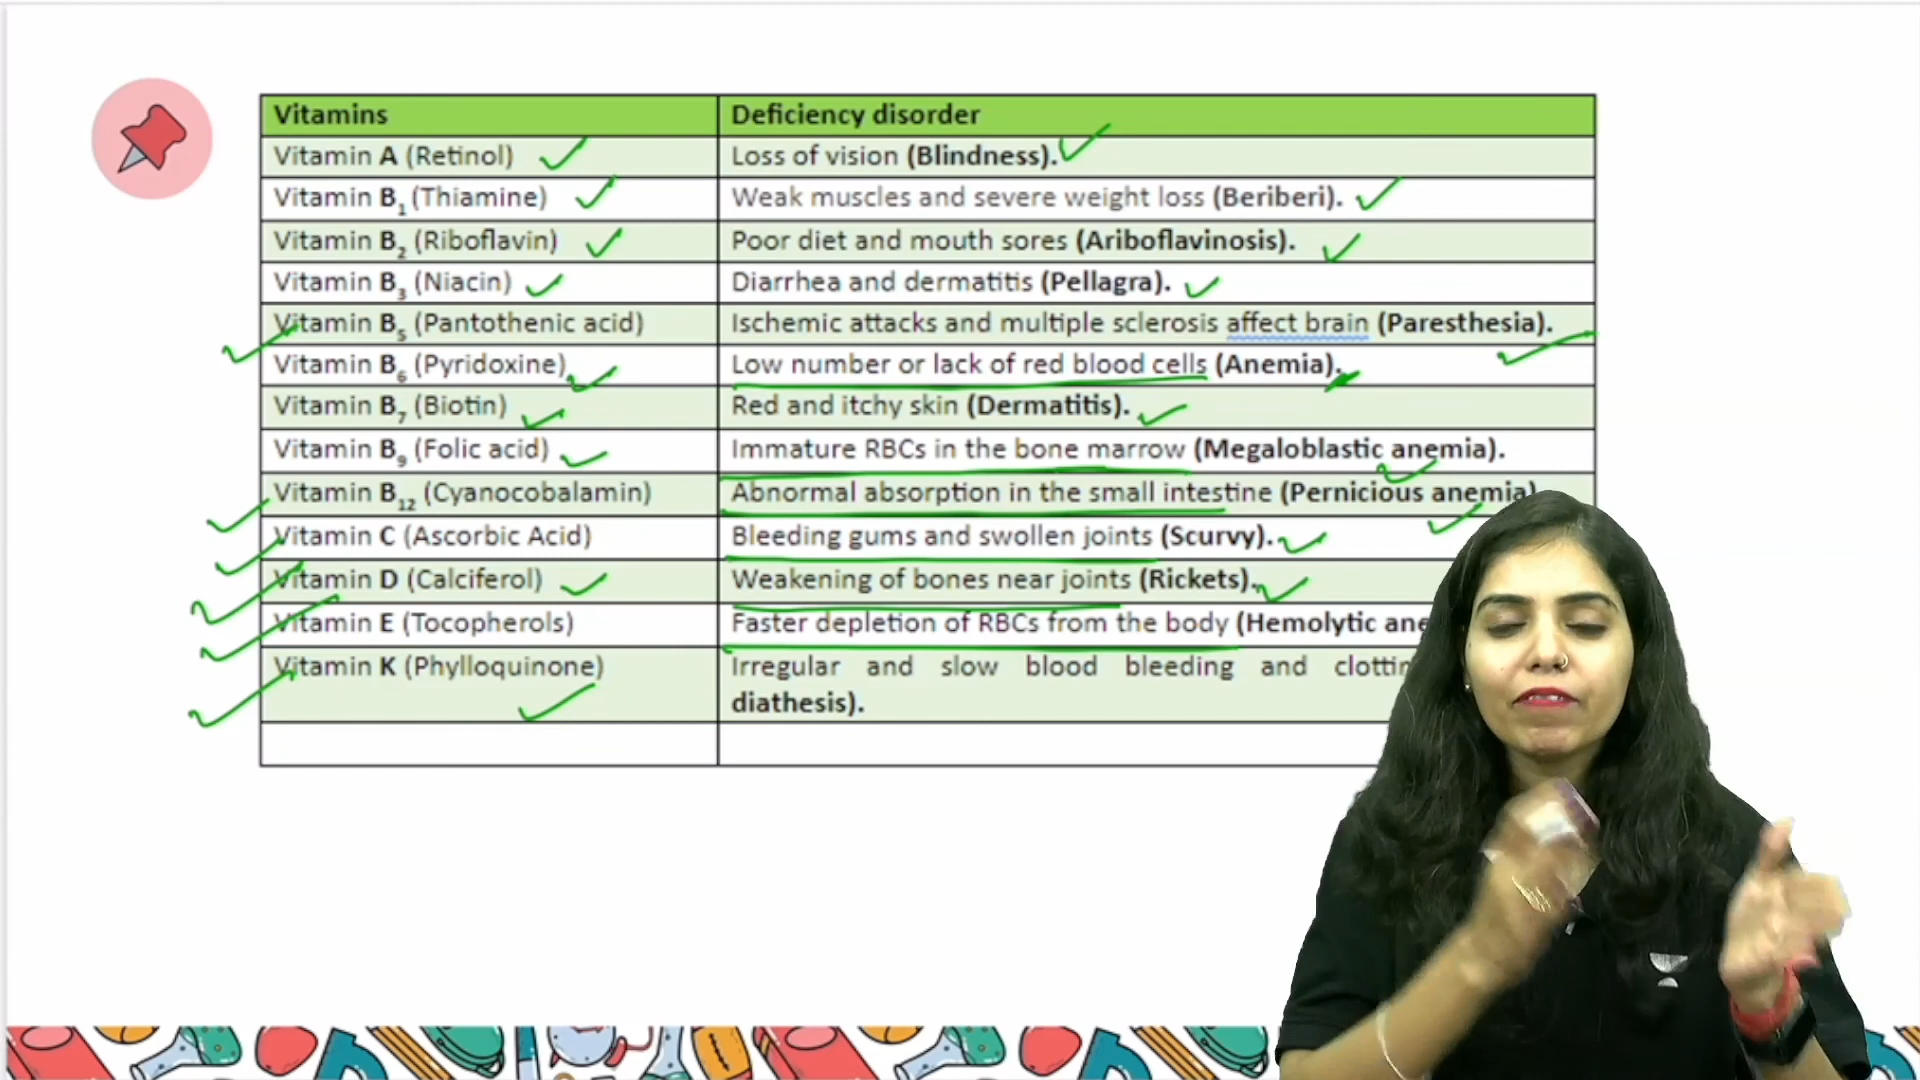 Vitamins Deficiency disorder
Vitamin A (Retinol) Loss of vision (Blindness).
Vitamin B1 (Thiamine) Weak muscles and severe weight loss (Beriberi).
Vitamin B2 (Riboflavin) Poor diet and mouth sores (Ariboflavinosis).
Vitamin B3 (Niacin) Diarrhea and dermatitis (Pellagra).
Vitamin B5 (Pantothenic acid) Ischemic attacks and multiple sclerosis affect brain (Paresthesia).
Vitamin B6 (Pyridoxine) Low number or lack of red blood cells (Anemia).
Vitamin B7 (Biotin) Red and itchy skin (Dermatitis).
Vitamin B9 (Folic acid) Immature RBCs in the bone marrow (Megaloblastic anemia).
Vitamin B12 (Cyanocobalamin) Abnormal absorption in the small intestine (Pernicious anemia)
Vitamin C (Ascorbic Acid) Bleeding gums and swollen joints (Scurvy).
Vitamin D (Calciferol) Weakening of bones near joints (Rickets).
Vitamin E (Tocopherols) Faster depletion of RBCs from the body (Hemolytic
Vitamin K (Phylloquinone) Irregular and slow blood bleeding and
diathesis).